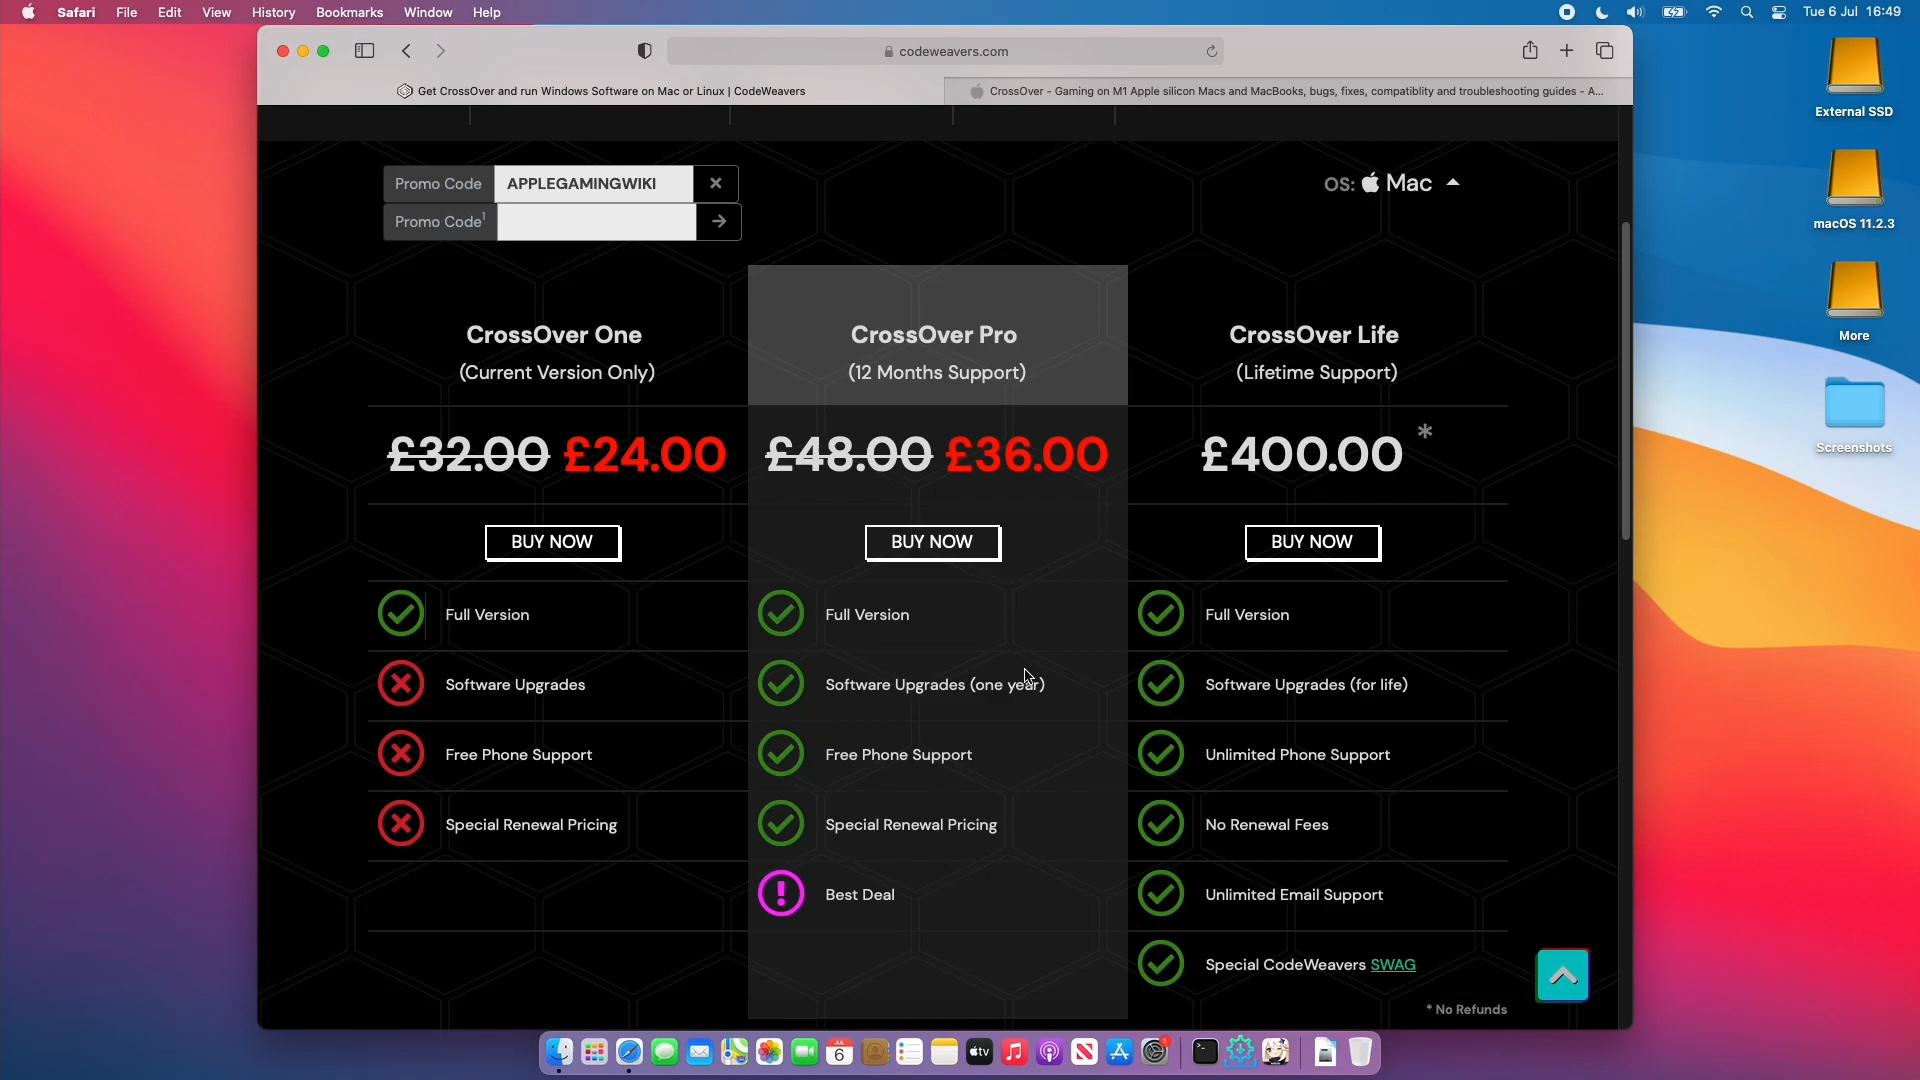 Safari File Edit View History Bookmarks Window Help
Tue 6 Jul 16:49
codeweavers.com
Get CrossOver and run Windows Software on Mac or Linux | CodeWeavers
CrossOver - Gaming on M1 Apple silicon Macs and MacBooks, bugs, fixes, compatiblity and troubleshooting guides - A...
External SSD
macOS 11.2.3
More
Screenshots
Promo Code APPLEGAMINGWIKI ×
Promo Code¹ →
OS: Mac
CrossOver One
(Current Version Only)
£32.00 £24.00
BUY NOW
Full Version
Software Upgrades
Free Phone Support
Special Renewal Pricing
CrossOver Pro
(12 Months Support)
£48.00 £36.00
BUY NOW
Full Version
Software Upgrades (one year)
Free Phone Support
Special Renewal Pricing
Best Deal
CrossOver Life
(Lifetime Support)
£400.00 *
BUY NOW
Full Version
Software Upgrades (for life)
Unlimited Phone Support
No Renewal Fees
Unlimited Email Support
Special CodeWeavers SWAG
* No Refunds
JUL
6
tv
1